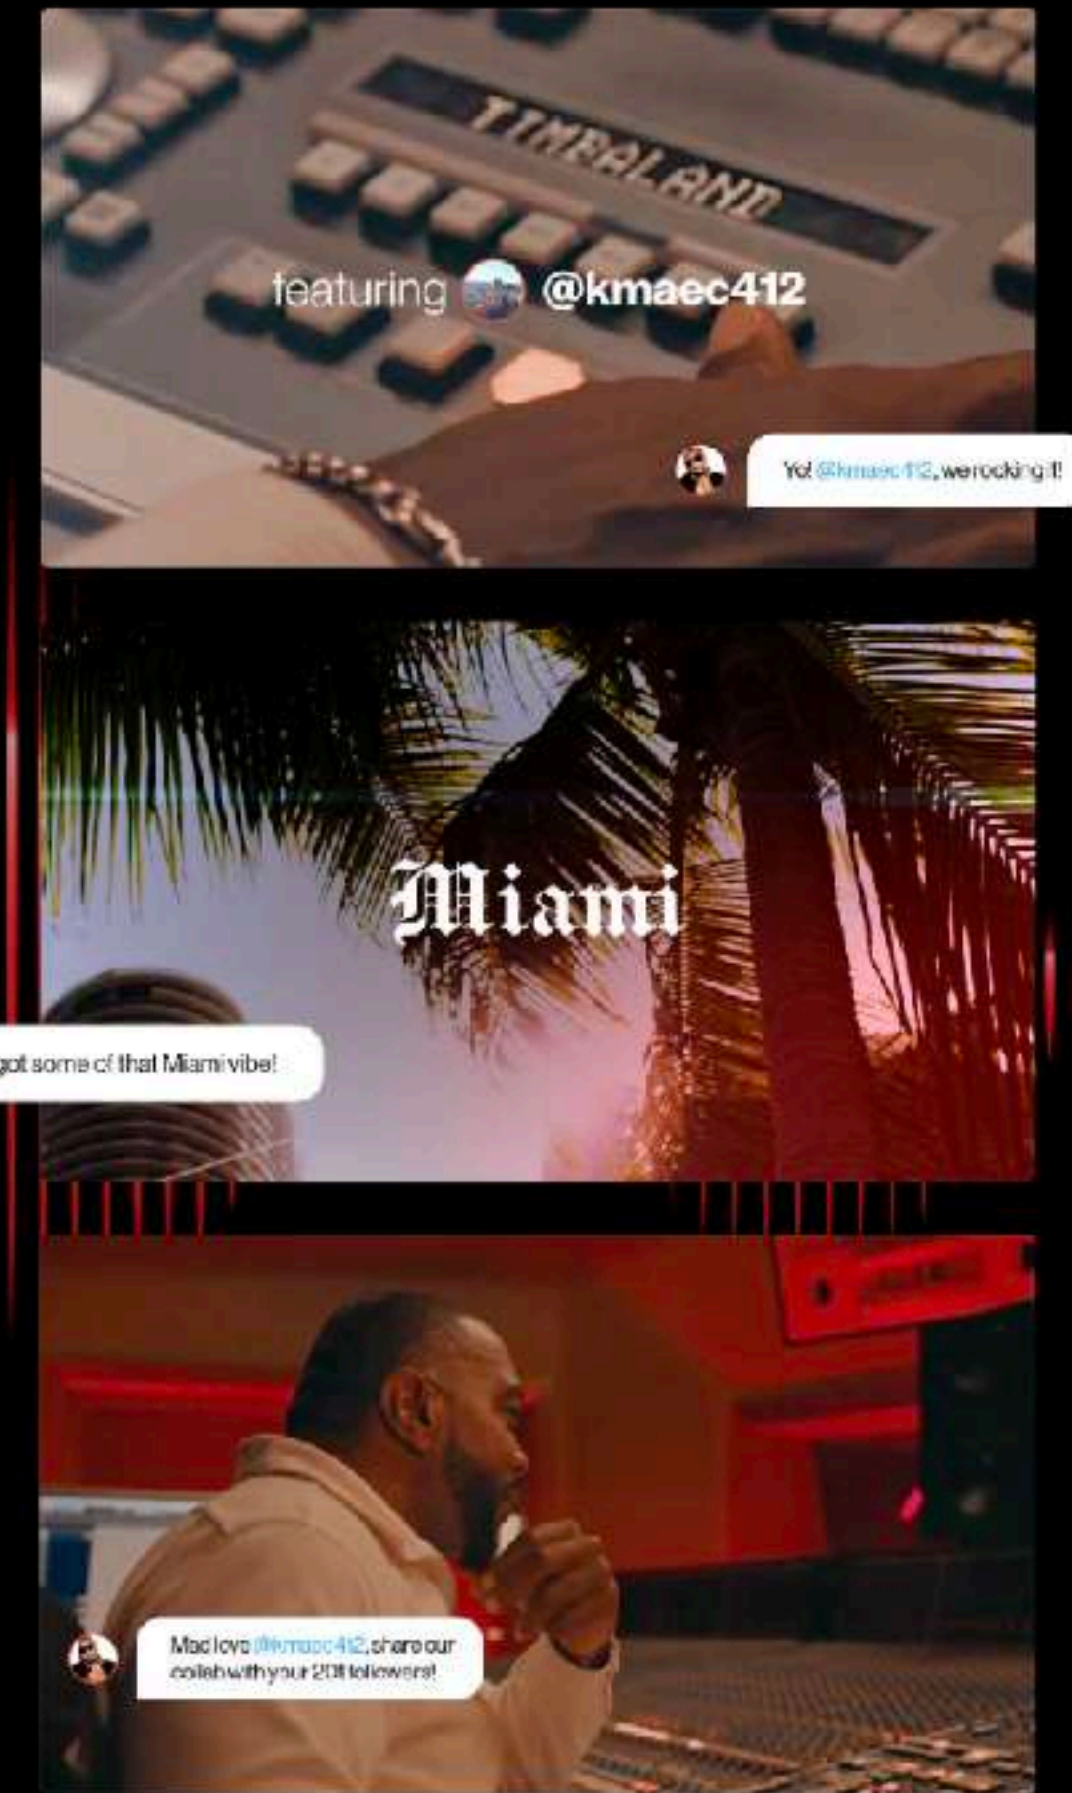 TIMBALAND
featuring @kmaec412
Yo! @kmaec412, we rocking it!
Miami
got some of that Miami vibe!
Mad love @kmaec412, share our
collab with your 201 followers!